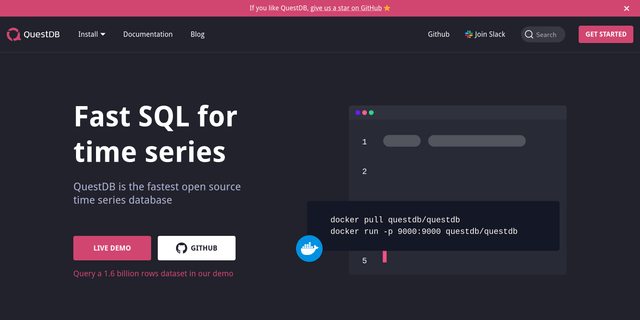 If you like QuestDB, give us a star on GitHub
QuestDB
Install
Documentation
Blog
Github
Join Slack
Search
GET STARTED
Fast SQL for
time series
QuestDB is the fastest open source
time series database
LIVE DEMO
GITHUB
Query a 1.6 billion rows dataset in our demo
1
2
docker pull questdb/questdb
docker run -p 9000:9000 questdb/questdb
5